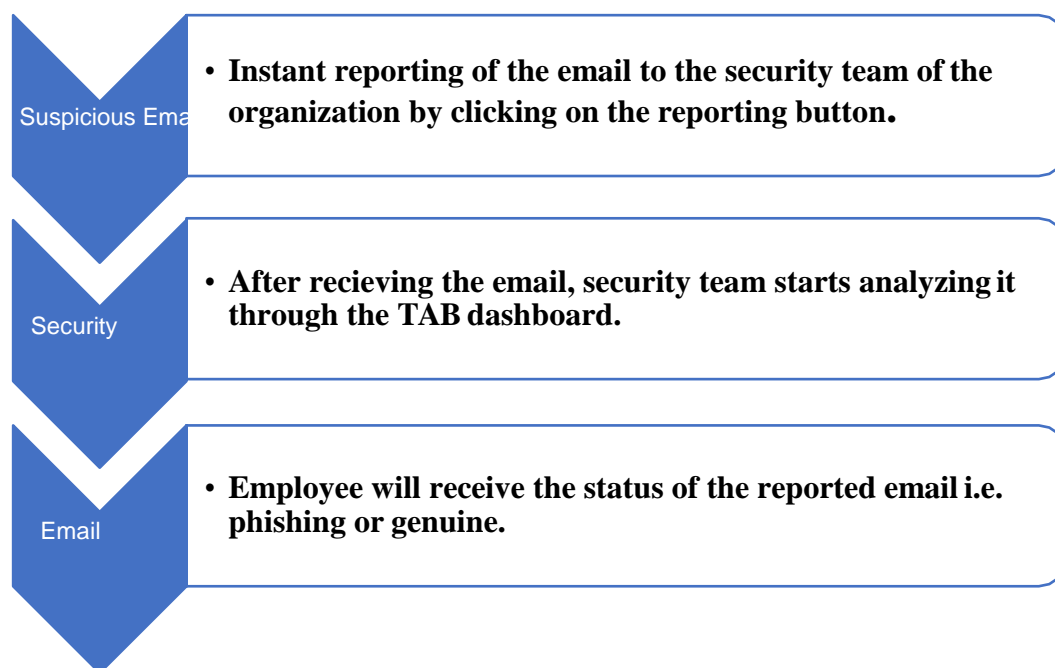 Suspicious Ema
• Instant reporting of the email to the security team of the
organization by clicking on the reporting button.
Security
• After recieving the email, security team starts analyzing it
through the TAB dashboard.
Email
• Employee will receive the status of the reported email i.e.
phishing or genuine.